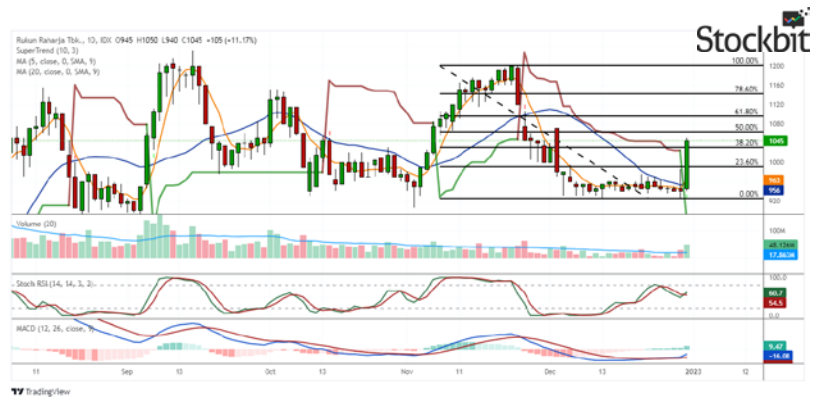 Stockbit
Rukun Raharja Tbk., 1D, IDX O945 H1050 L940 C1045 +105 (+11.17%)
SuperTrend (10, 3)
MA (5, close, 0, SMA, 9)
MA (20, close, 0, SMA, 9)
100.00%
1200
78.60%
1160
1120
61.80%
1080
50.00%
1045
38.20%
1000
23.60%
963
956
0.00%
920
Volume (20)
100M
17.863M
Stock RSI (14, 14, 3, 3)
100.0
60.7
54.5
0.0
MACD (12, 26, close, 9)
9.47
-16.08
11 Sep 13 Oct 13 Nov 11 Dec 13 2023 12
TradingView